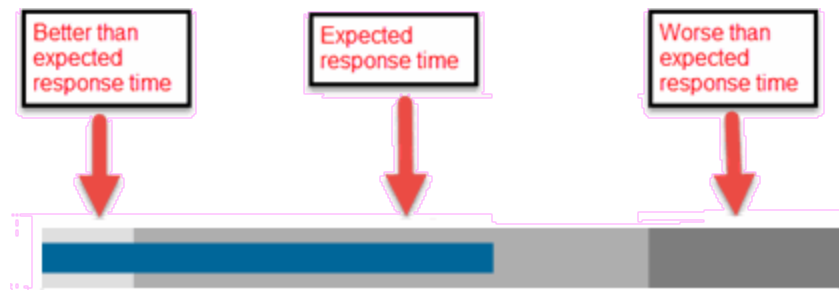 Better than
expected
response time
Expected
response time
Worse than
expected
response time